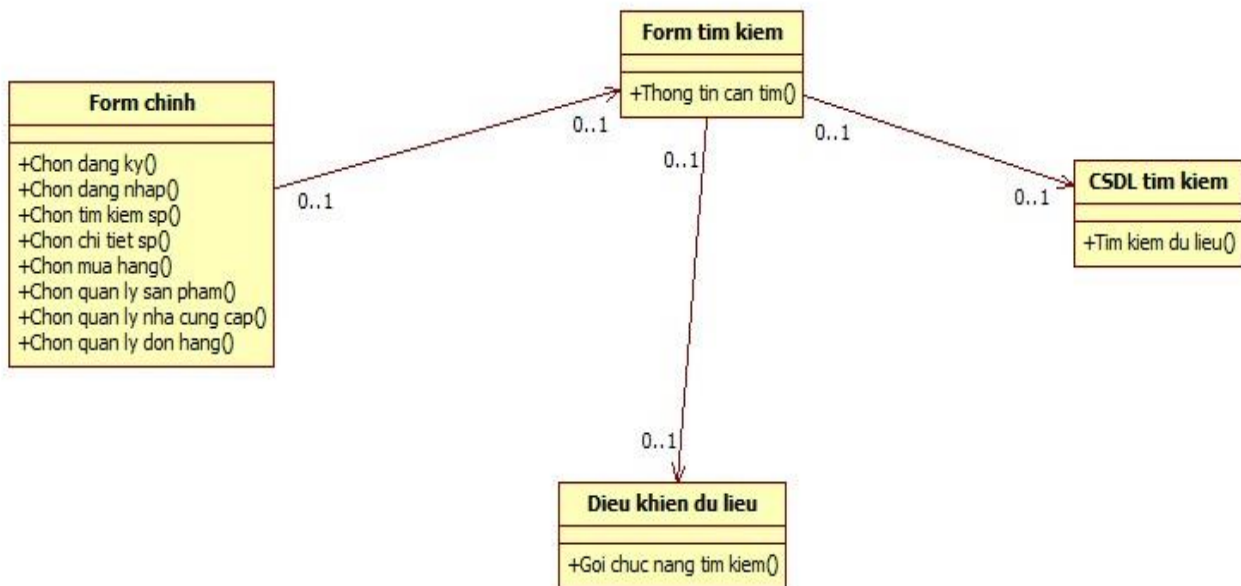 Form tim kiem
+Thong tin can tim()
Form chinh
+Chon dang ky()
+Chon dang nhap()
+Chon tim kiem sp()
+Chon chi tiet sp()
+Chon mua hang()
+Chon quan ly san pham()
+Chon quan ly nha cung cap()
+Chon quan ly don hang()
0..1
0..1
0..1
0..1
0..1
0..1
CSDL tim kiem
+Tim kiem du lieu()
Dieu khien du lieu
+Goi chuc nang tim kiem()